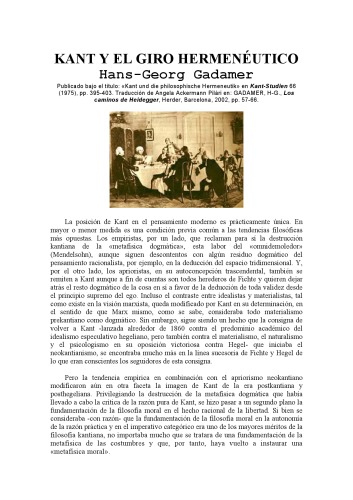 KANT Y EL GIRO HERMENÉUTICO
Hans-Georg Gadamer
Publicado bajo el título: «Kant und die philosophische Hermeneutik» en Kant-Studien 66
(1975), pp. 395-403. Traducción de Angela Ackermann Pilári en: GADAMER, H-G., Los
caminos de Heidegger, Herder, Barcelona, 2002, pp. 57-66.
La posición de Kant en el pensamiento moderno es prácticamente única. En
mayor o menor medida es una condición previa común a las tendencias filosóficas
más opuestas. Los empiristas, por un lado, que reclaman para sí la destrucción
kantiana de la «metafísica dogmática», esta labor del «omnidemoledor»
(Mendelsohn), aunque siguen descontentos con algún residuo dogmático del
pensamiento racionalista, por ejemplo, en la deducción del espacio tridimensional. Y,
por el otro lado, los aprioristas, en su autoconcepción trascendental, también se
remiten a Kant aunque a fin de cuentas son todos herederos de Fichte y quieren dejar
atrás el resto dogmático de la cosa en sí a favor de la deducción de toda validez desde
el principio supremo del ego. Incluso el contraste entre idealistas y materialistas, tal
como existe en la visión marxista, queda modificado por Kant en su determinación, en
el sentido de que Marx mismo, como se sabe, consideraba todo materialismo
prekantiano como dogmático. Sin embargo, sigue siendo un hecho que la consigna de
volver a Kant -lanzada alrededor de 1860 contra el predominio académico del
idealismo especulativo hegeliano, pero también contra el materialismo, el naturalismo
y el psicologismo en su oposición victoriosa contra Hegel- que iniciaba el
neokantianismo, se encontraba mucho más en la línea sucesoria de Fichte y Hegel de
lo que eran conscientes los seguidores de esta consigna.
Pero la tendencia empírica en combinación con el apriorismo neokantiano
modificaron aún en otra faceta la imagen de Kant de la era postkantiana y
posthegeliana. Privilegiando la destrucción de la metafísica dogmática que había
llevado a cabo la crítica de la razón pura de Kant, se hizo pasar a un segundo plano la
fundamentación de la filosofía moral en el hecho racional de la libertad. Si bien se
consideraba -con razón- que la fundamentación de la filosofía moral en la autonomía
de la razón práctica y en el imperativo categórico era uno de los mayores méritos de la
filosofía kantiana, no importaba mucho que se tratara de una fundamentación de la
metafísica de las costumbres y que, por tanto, haya vuelto a instaurar una
«metafísica moral».